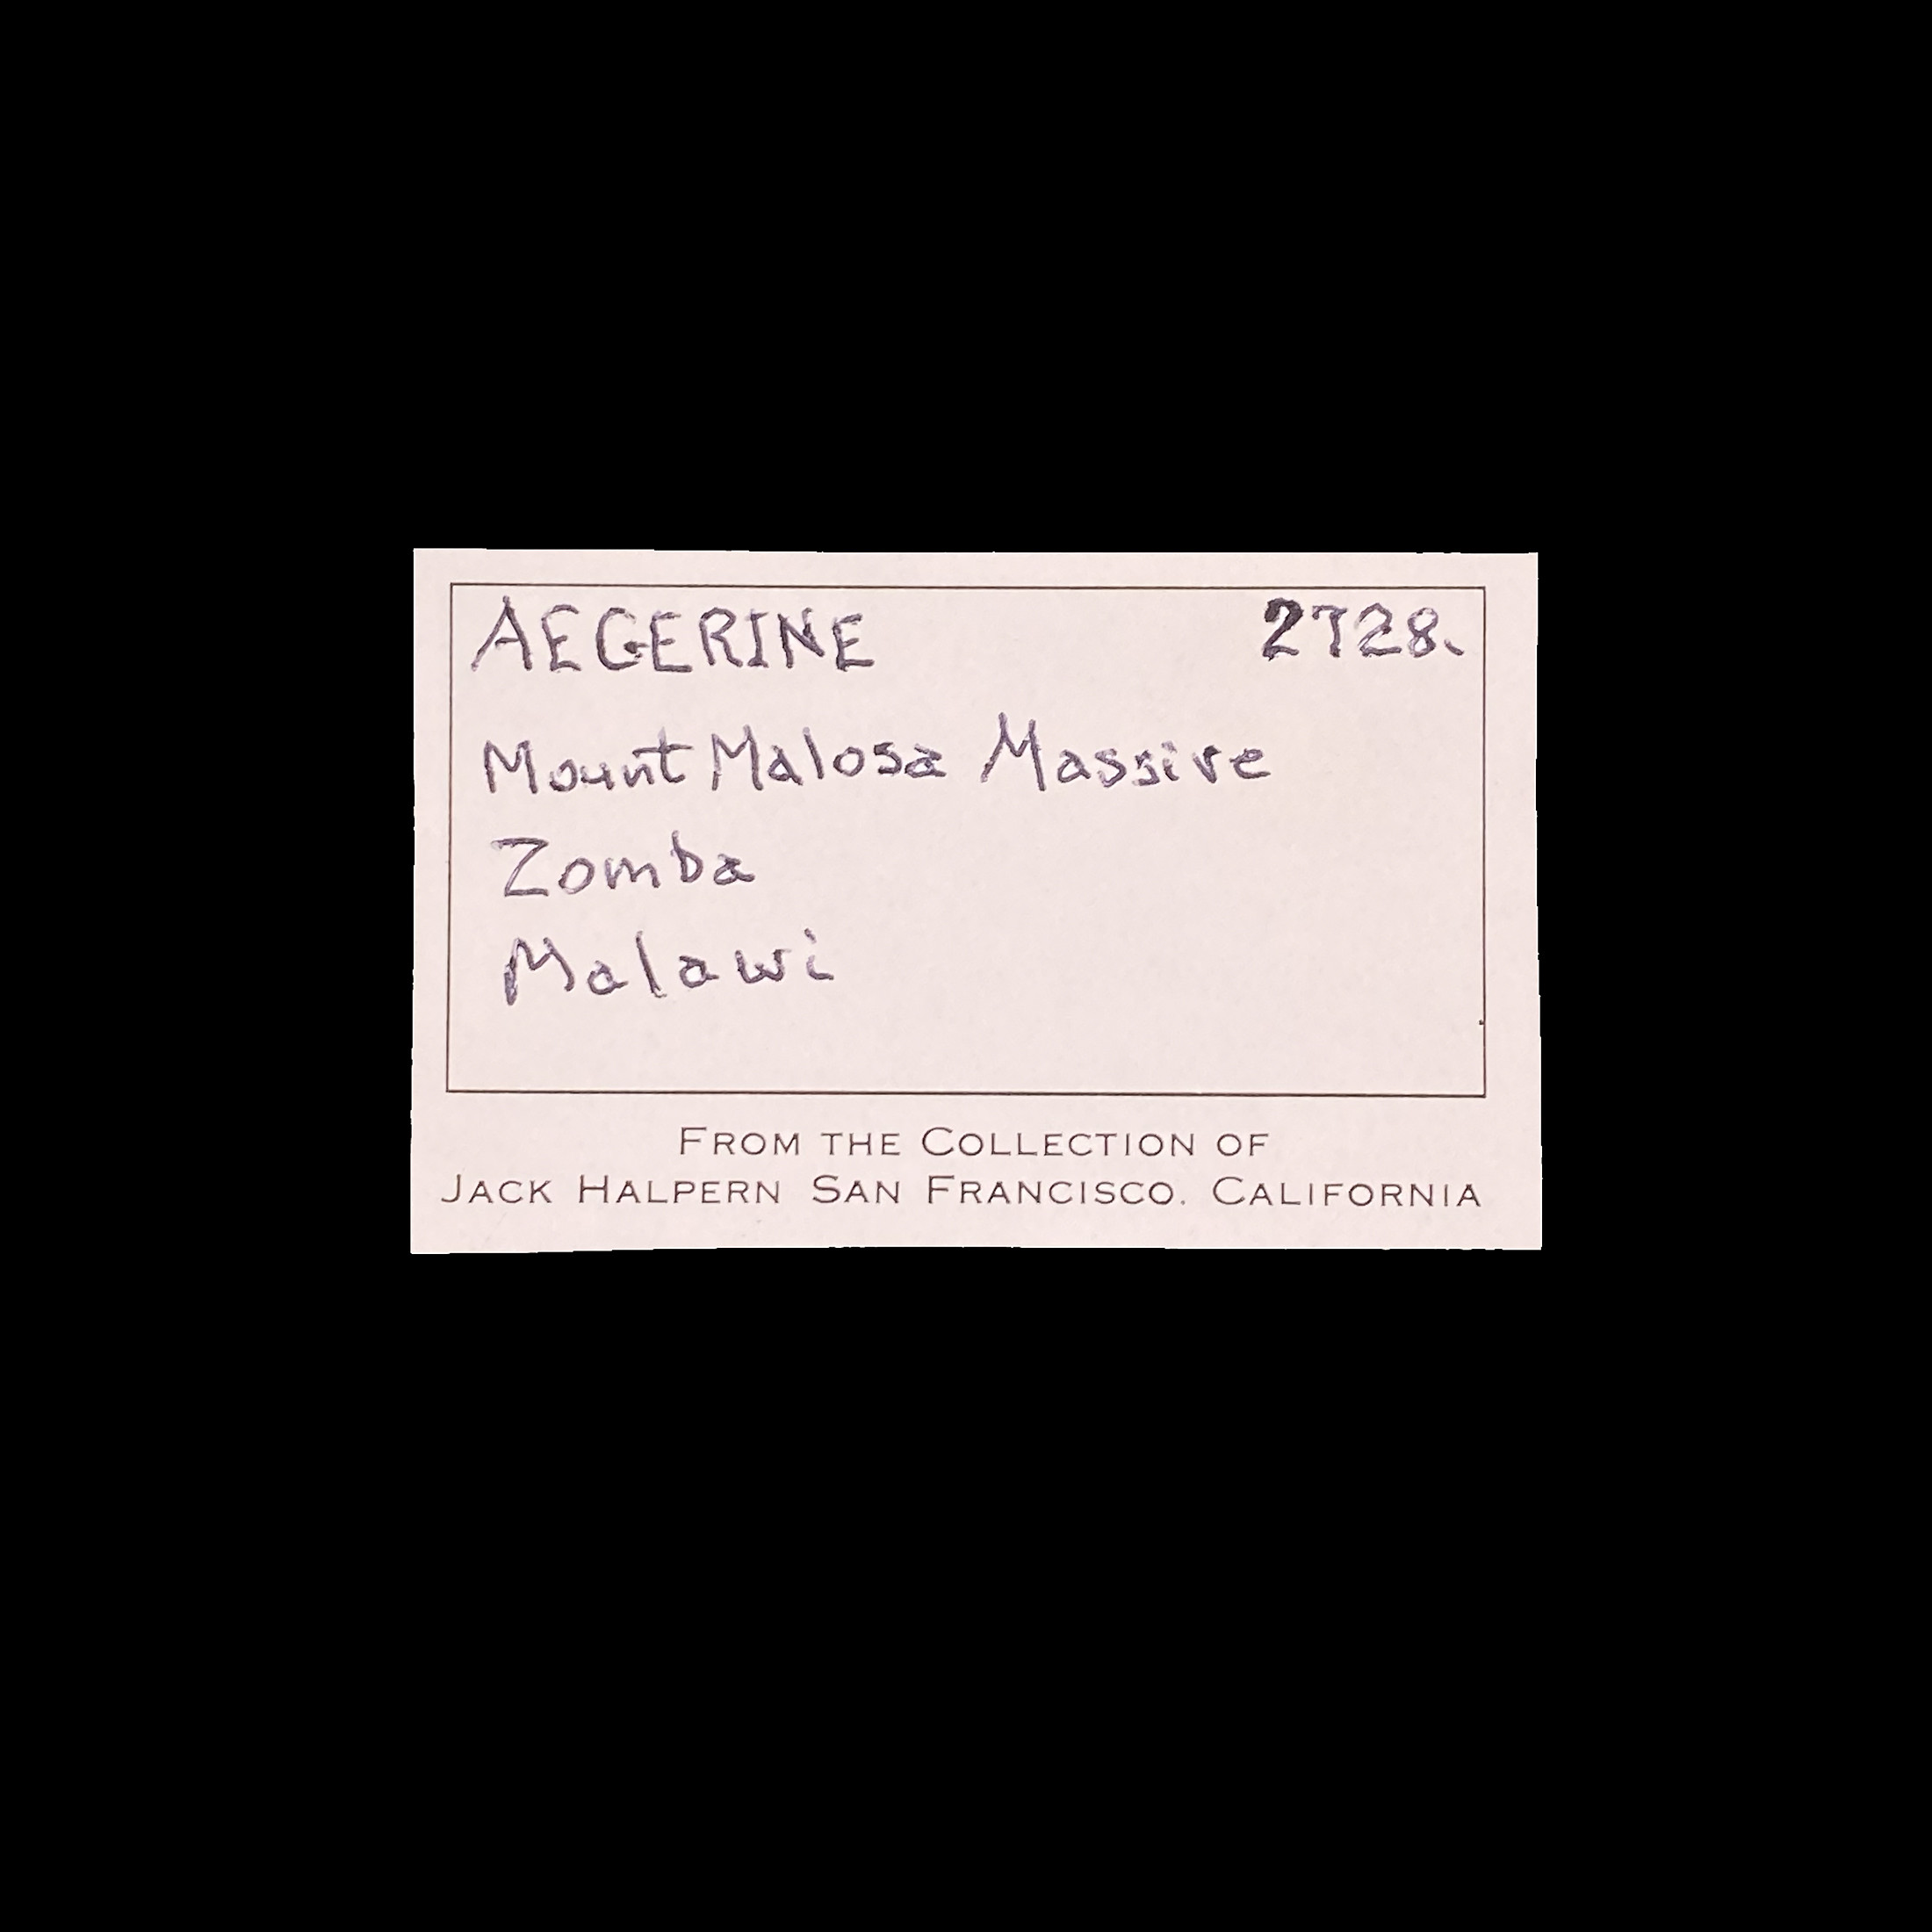 AEGERINE 2728.
Mount Malosa Massive
Zomba
Malawi
FROM THE COLLECTION OF
JACK HALPERN SAN FRANCISCO. CALIFORNIA